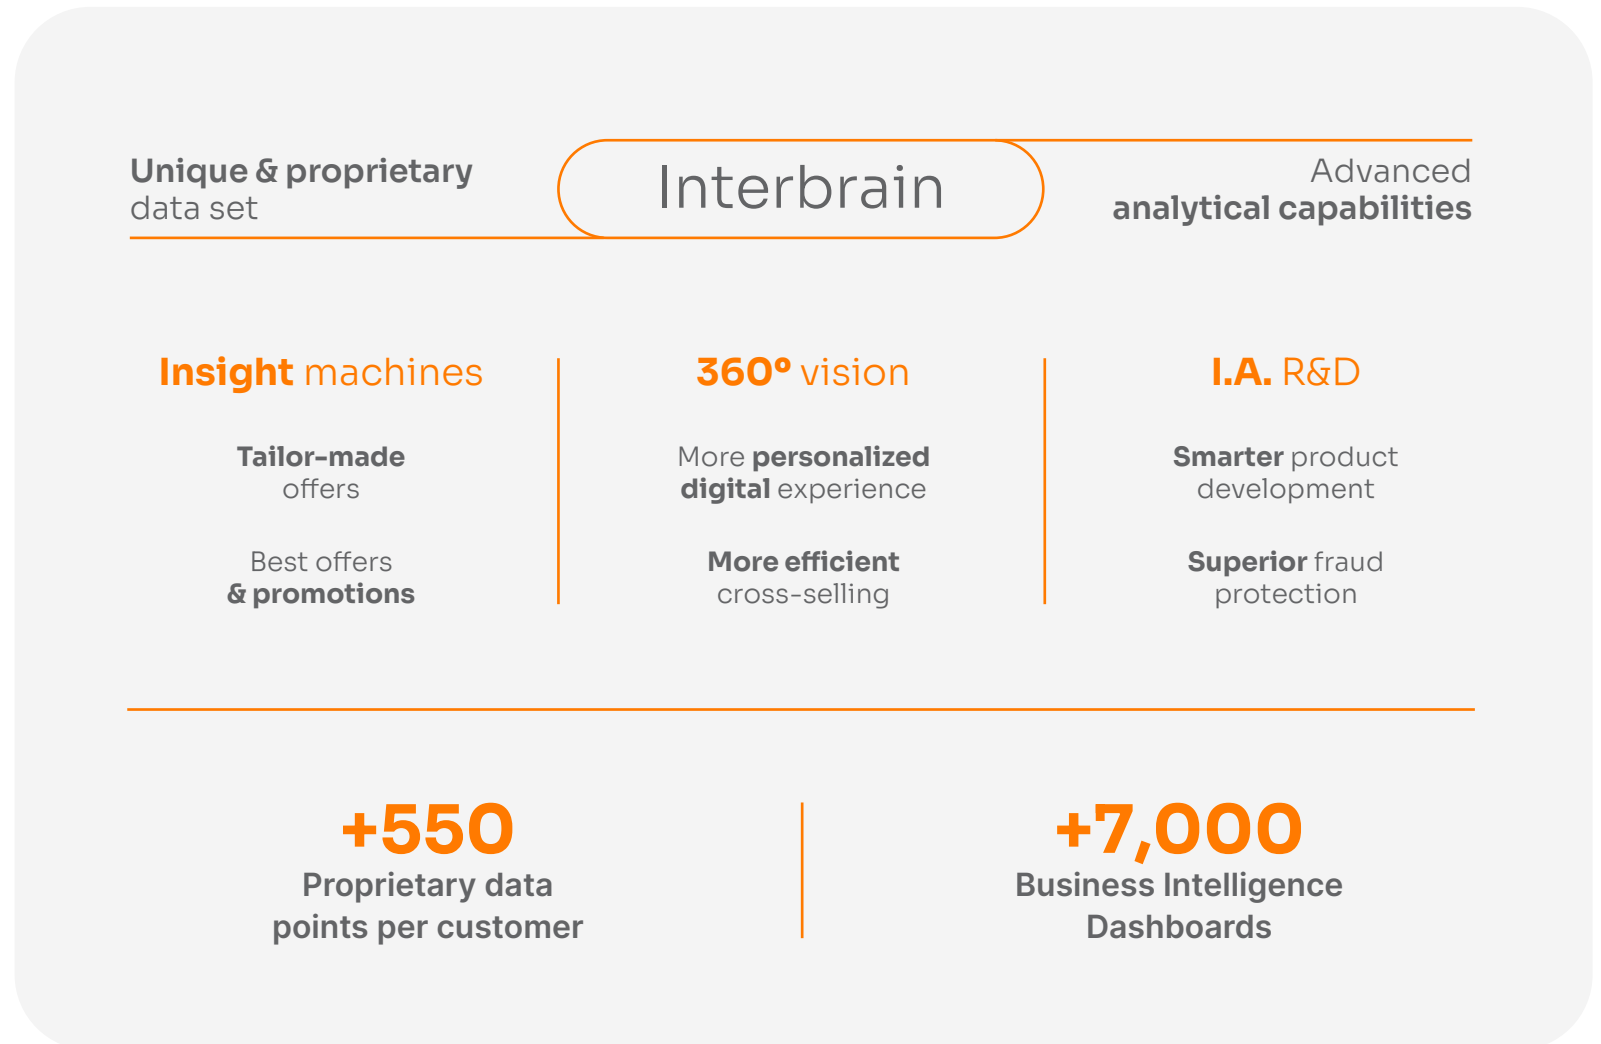 Unique & proprietary
data set
Interbrain
Advanced
analytical capabilities
Insight machines
Tailor-made
offers
Best offers
& promotions
360º vision
More personalized
digital experience
More efficient
cross-selling
I.A. R&D
Smarter product
development
Superior fraud
protection
+550
Proprietary data
points per customer
+7,000
Business Intelligence
Dashboards